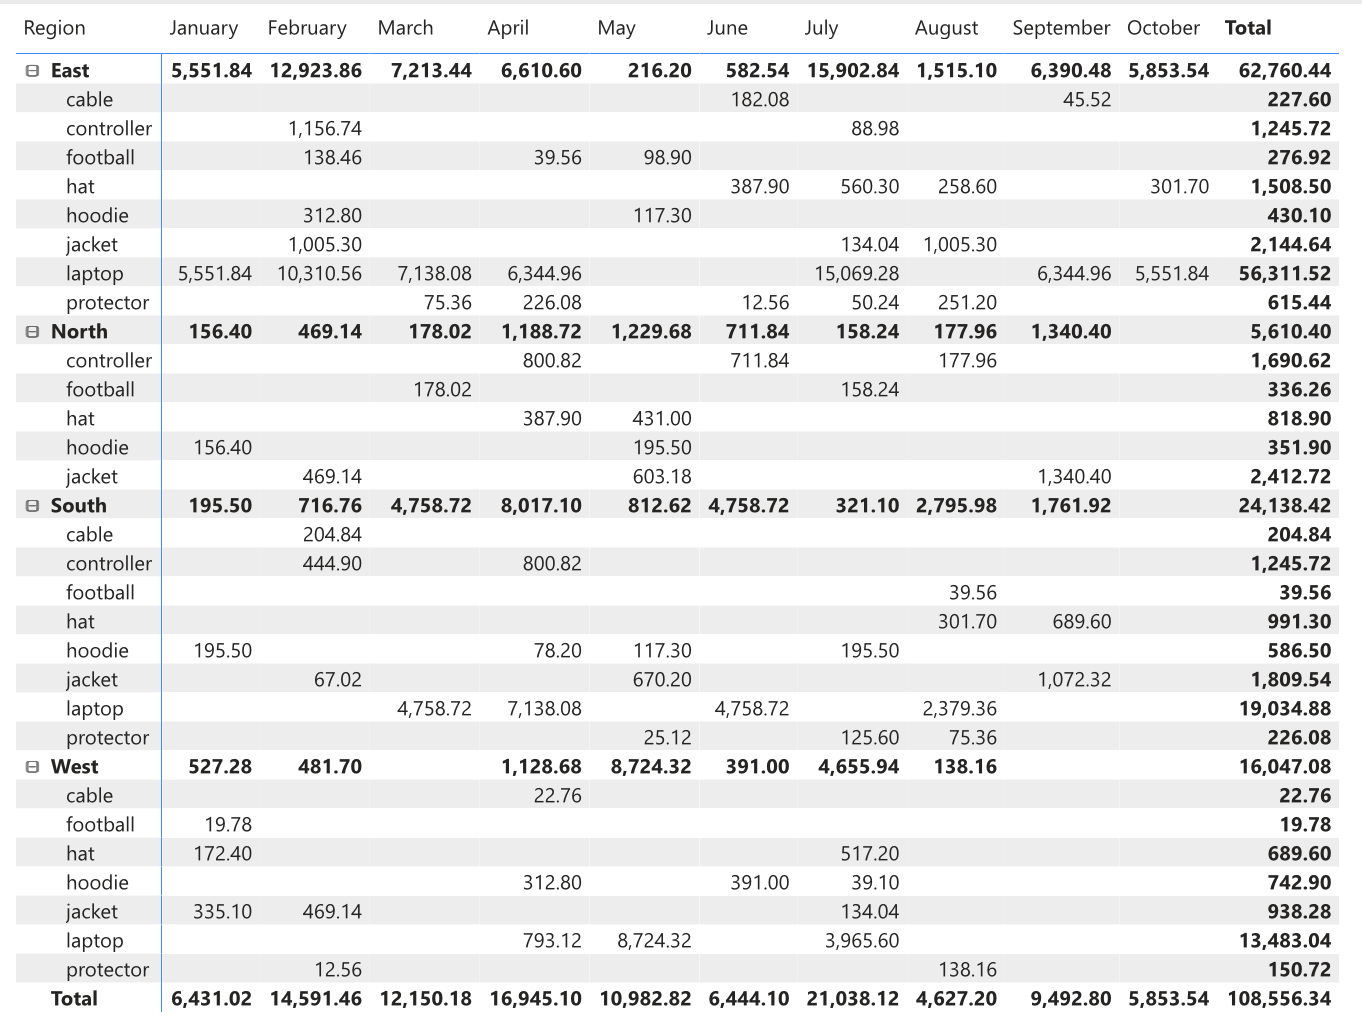 Region January February March April May June July August September October Total
East 5,551.84 12,923.86 7,213.44 6,610.60 216.20 582.54 15,902.84 1,515.10 6,390.48 5,853.54 62,760.44
cable 182.08 45.52 227.60
controller 1,156.74 88.98 1,245.72
football 138.46 39.56 98.90 276.92
hat 387.90 560.30 258.60 301.70 1,508.50
hoodie 312.80 117.30 430.10
jacket 1,005.30 134.04 1,005.30 2,144.64
laptop 5,551.84 10,310.56 7,138.08 6,344.96 15,069.28 6,344.96 5,551.84 56,311.52
protector 75.36 226.08 12.56 50.24 251.20 615.44
North 156.40 469.14 178.02 1,188.72 1,229.68 711.84 158.24 177.96 1,340.40 5,610.40
controller 800.82 711.84 177.96 1,690.62
football 178.02 158.24 336.26
hat 387.90 431.00 818.90
hoodie 156.40 195.50 351.90
jacket 469.14 603.18 1,340.40 2,412.72
South 195.50 716.76 4,758.72 8,017.10 812.62 4,758.72 321.10 2,795.98 1,761.92 24,138.42
cable 204.84 204.84
controller 444.90 800.82 1,245.72
football 39.56 39.56
hat 301.70 689.60 991.30
hoodie 195.50 78.20 117.30 195.50 586.50
jacket 67.02 670.20 1,072.32 1,809.54
laptop 4,758.72 7,138.08 4,758.72 2,379.36 19,034.88
protector 25.12 125.60 75.36 226.08
West 527.28 481.70 1,128.68 8,724.32 391.00 4,655.94 138.16 16,047.08
cable 22.76 22.76
football 19.78 19.78
hat 172.40 517.20 689.60
hoodie 312.80 391.00 39.10 742.90
jacket 335.10 469.14 134.04 938.28
laptop 793.12 8,724.32 3,965.60 13,483.04
protector 12.56 138.16 150.72
Total 6,431.02 14,591.46 12,150.18 16,945.10 10,982.82 6,444.10 21,038.12 4,627.20 9,492.80 5,853.54 108,556.34